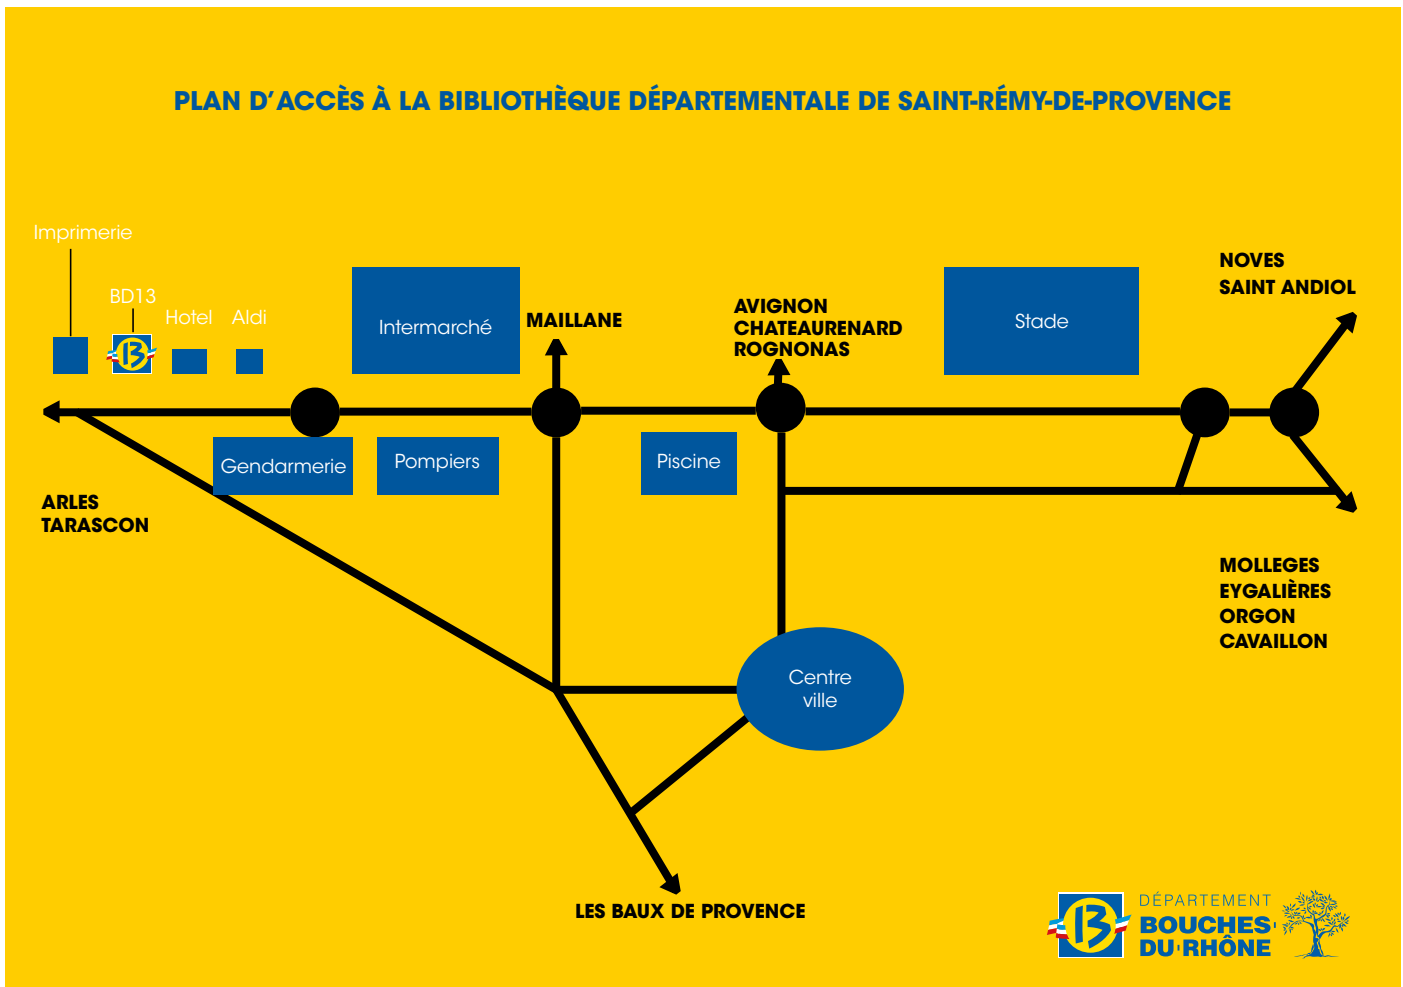 PLAN D'ACCÈS À LA BIBLIOTHÈQUE DÉPARTEMENTALE DE SAINT-RÉMY-DE-PROVENCE
Imprimerie
BD13
Hotel
Aldi
13
Intermarché
MAILLANE
AVIGNON
CHATEAURENARD
ROGNONAS
Stade
NOVES
SAINT ANDIOL
Gendarmerie
Pompiers
Piscine
ARLES
TARASCON
MOLLEGES
EYGALIÈRES
ORGON
CAVAILLON
Centre
ville
LES BAUX DE PROVENCE
13
DÉPARTEMENT
BOUCHES-
DU-RHÔNE